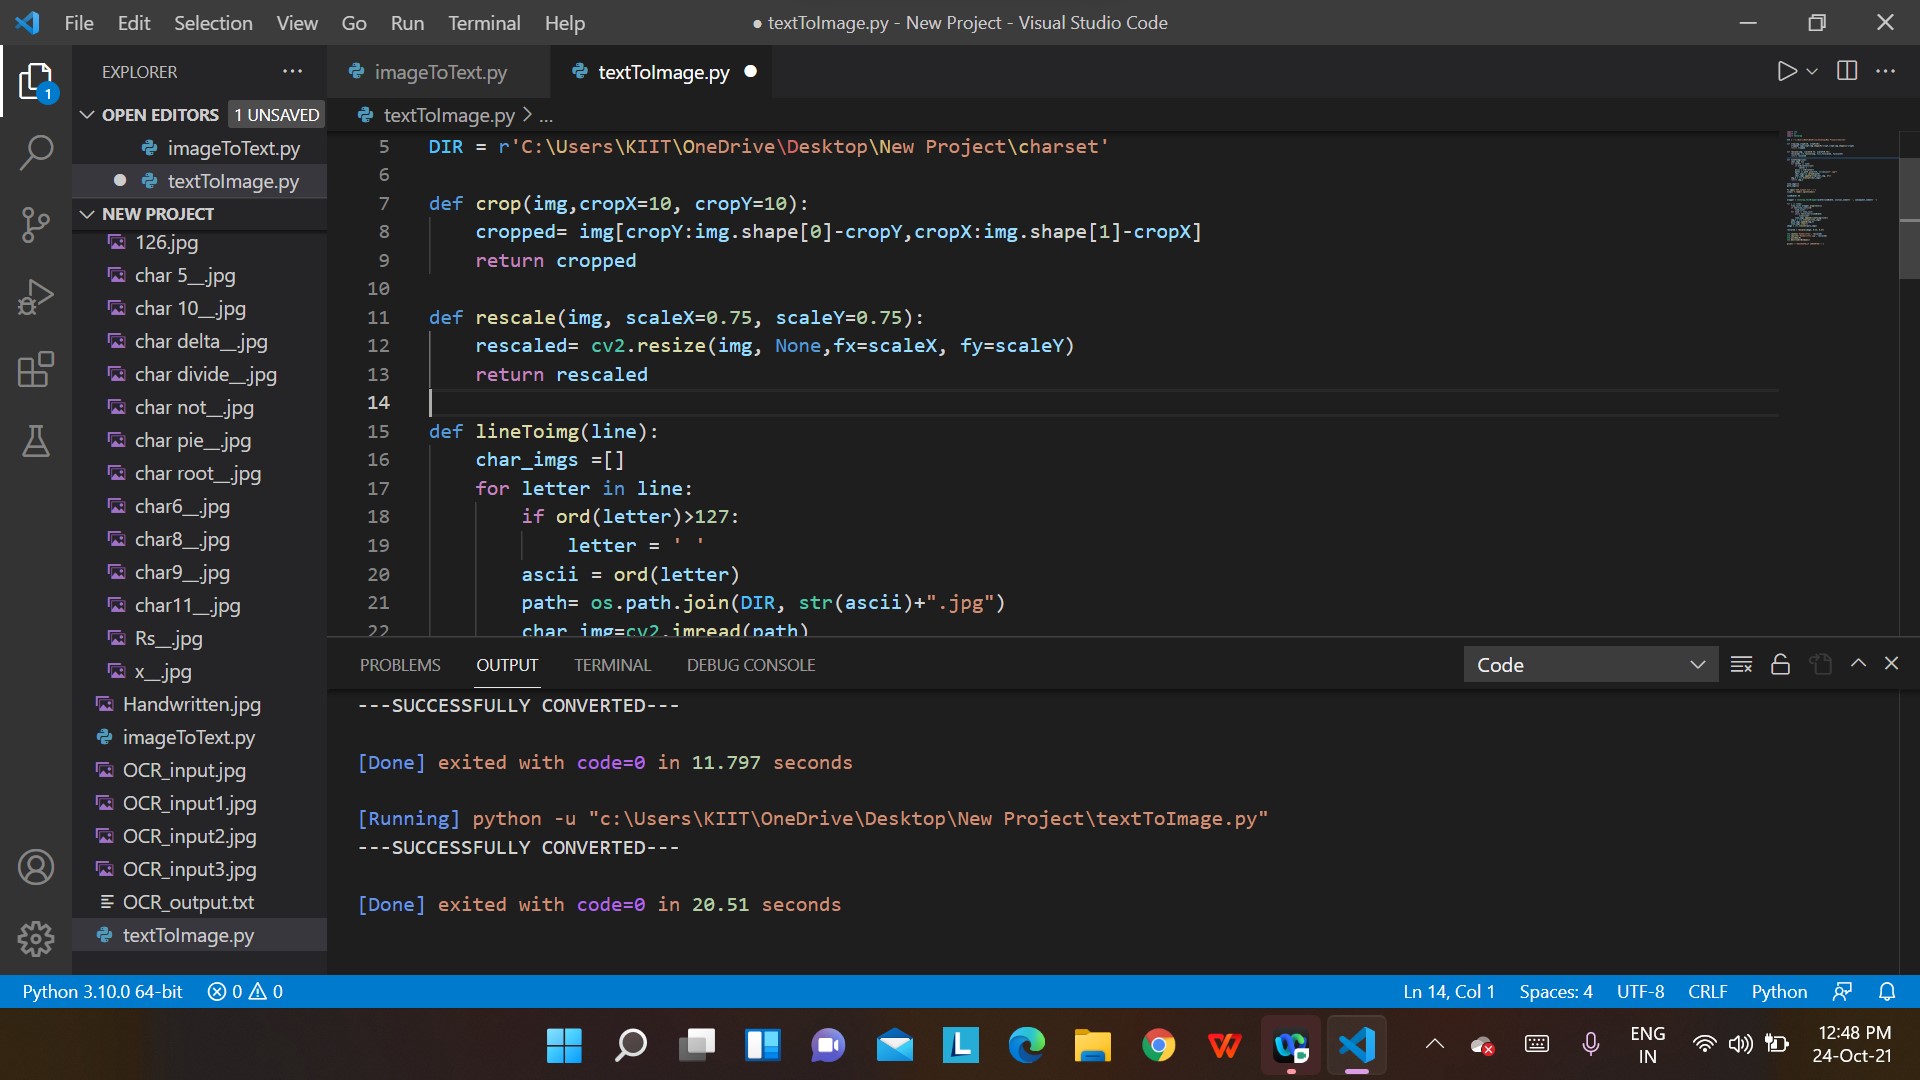 File Edit Selection View Go Run Terminal Help
● textToImage.py - New Project - Visual Studio Code
EXPLORER
OPEN EDITORS 1 UNSAVED
imageToText.py
textToImage.py
NEW PROJECT
126.jpg
char 5__.jpg
char 10__.jpg
char delta__.jpg
char divide__.jpg
char not__.jpg
char pie__.jpg
char root__.jpg
char6__.jpg
char8__.jpg
char9__.jpg
char11__.jpg
Rs__.jpg
x__.jpg
Handwritten.jpg
imageToText.py
OCR_input.jpg
OCR_input1.jpg
OCR_input2.jpg
OCR_input3.jpg
OCR_output.txt
textToImage.py
1
imageToText.py textToImage.py ●
textToImage.py > ...
5 DIR = r'C:\Users\KIIT\OneDrive\Desktop\New Project\charset'
6
7 def crop(img,cropX=10, cropY=10):
8 cropped= img[cropY:img.shape[0]-cropY,cropX:img.shape[1]-cropX]
9 return cropped
10
11 def rescale(img, scaleX=0.75, scaleY=0.75):
12 rescaled= cv2.resize(img, None,fx=scaleX, fy=scaleY)
13 return rescaled
14
15 def lineToimg(line):
16 char_imgs =[]
17 for letter in line:
18 if ord(letter)>127:
19 letter = ' '
20 ascii = ord(letter)
21 path= os.path.join(DIR, str(ascii)+".jpg")
22 char_img=cv2.imread(path)
PROBLEMS OUTPUT TERMINAL DEBUG CONSOLE
Code
---SUCCESSFULLY CONVERTED---
[Done] exited with code=0 in 11.797 seconds
[Running] python -u "c:\Users\KIIT\OneDrive\Desktop\New Project\textToImage.py"
---SUCCESSFULLY CONVERTED---
[Done] exited with code=0 in 20.51 seconds
Python 3.10.0 64-bit 0 0
Ln 14, Col 1 Spaces: 4 UTF-8 CRLF Python
L
W
ENG
IN
12:48 PM
24-Oct-21